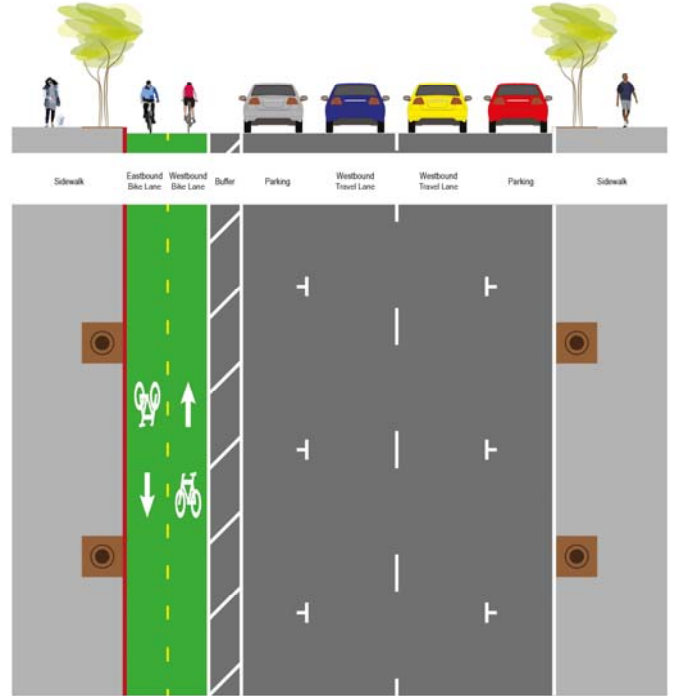 Sidewalk
Eastbound
Bike Lane
Westbound
Bike Lane
Buffer
Parking
Westbound
Travel Lane
Westbound
Travel Lane
Parking
Sidewalk